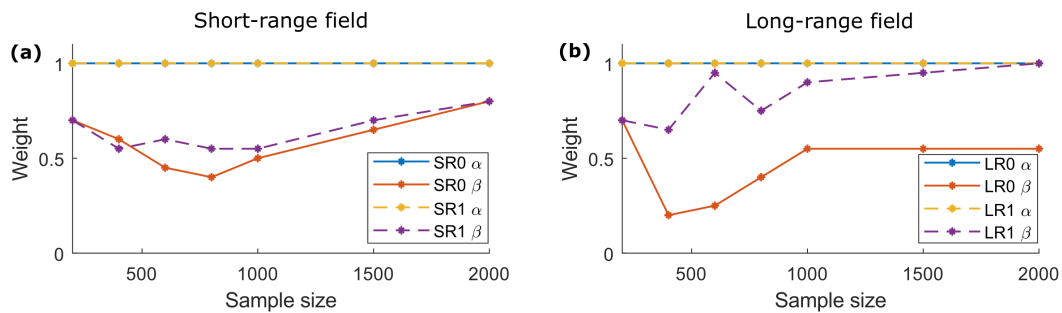 Short-range field
(a)
1
0.5
0
Weight
500
1000
1500
2000
Sample size
SR0 α
SR0 β
SR1 α
SR1 β
Long-range field
(b)
1
0.5
0
Weight
500
1000
1500
2000
Sample size
LR0 α
LR0 β
LR1 α
LR1 β